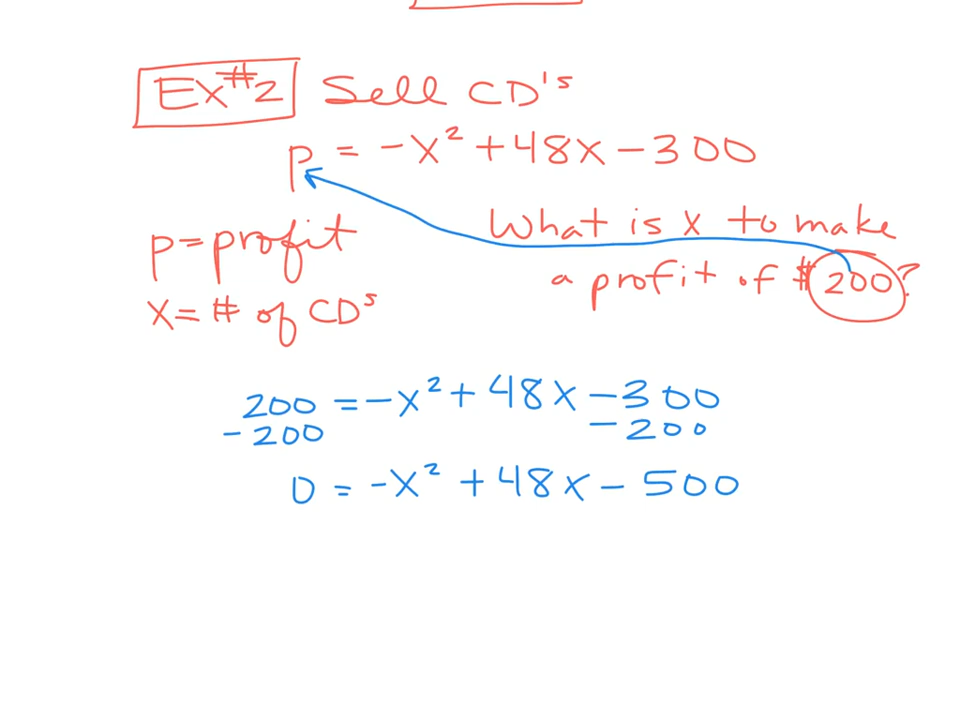 Ex#2 Sell CD's
p = -x² + 48x - 300
What is x to make
a profit of $200?
p = profit
x = # of CDs
200 = -x² + 48x - 300
- 200 - 200
0 = -x² + 48x - 500